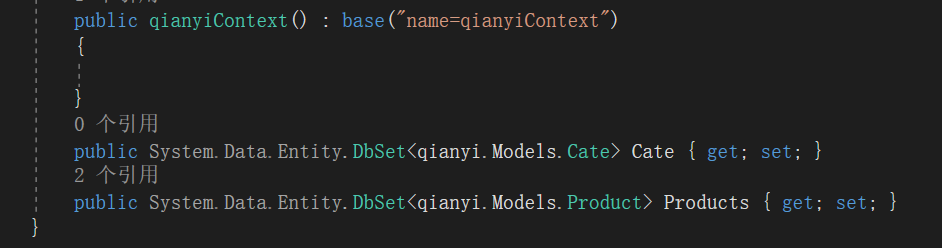 public qianyiContext() : base("name=qianyiContext")
{
}
0 个引用
public System.Data.Entity.DbSet<qianyi.Models.Cate> Cate { get; set; }
2 个引用
public System.Data.Entity.DbSet<qianyi.Models.Product> Products { get; set; }
}